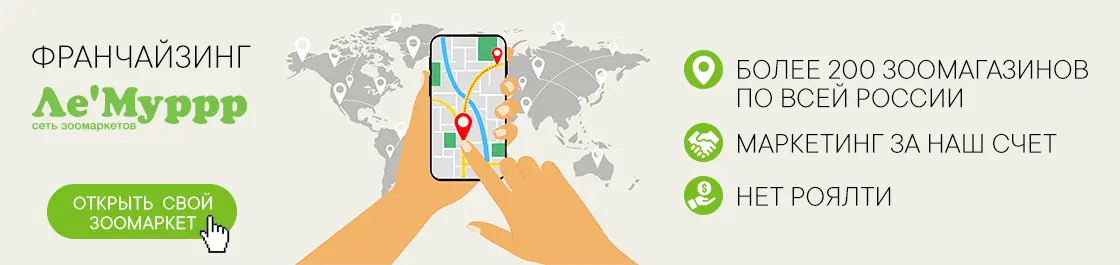 ФРАНЧАЙЗИНГ
Ле'Муррр
сеть зоомаркетов
ОТКРЫТЬ СВОЙ
ЗООМАРКЕТ
БОЛЕЕ 200 ЗООМАГАЗИНОВ
ПО ВСЕЙ РОССИИ
МАРКЕТИНГ ЗА НАШ СЧЕТ
$
НЕТ РОЯЛТИ